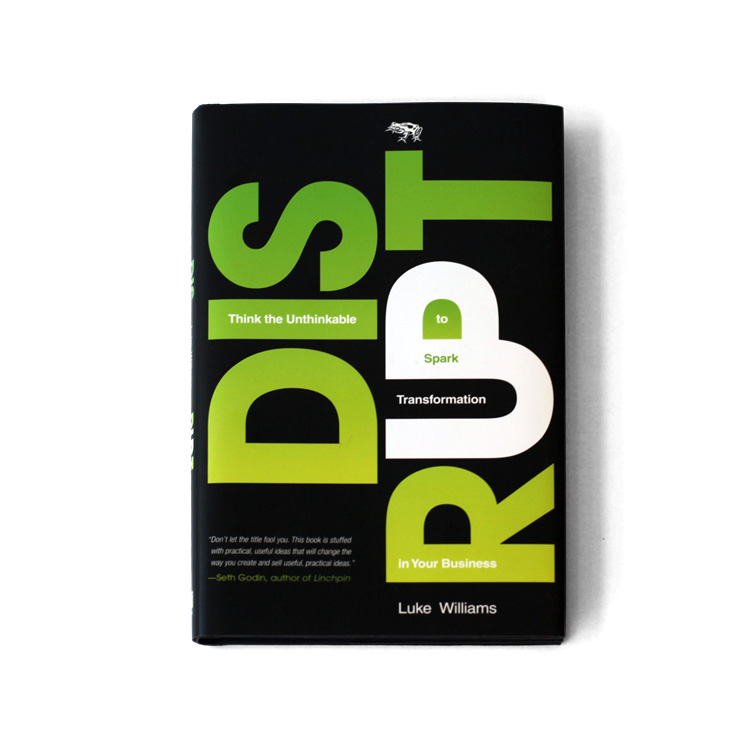 DIS
RUPT
Think the Unthinkable
to
Spark
Transformation
in Your Business
"Don't let the title fool you. This book is stuffed
with practical, useful ideas that will change the
way you create and sell useful, practical ideas."
—Seth Godin, author of Linchpin
Luke Williams